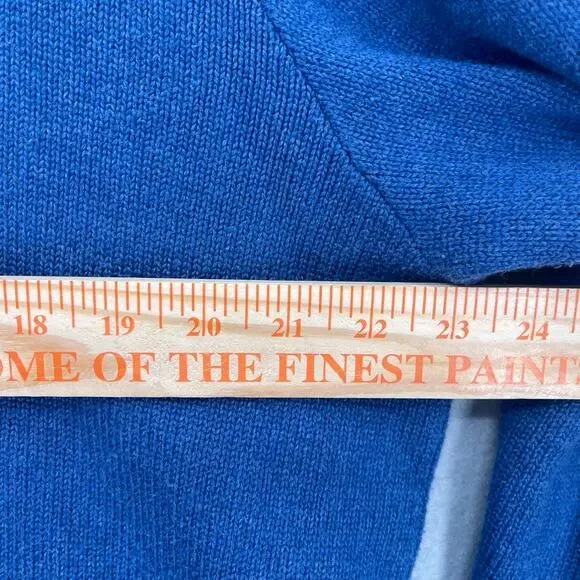 18 19 20 21 22 23 24
OME OF THE FINEST PAINT